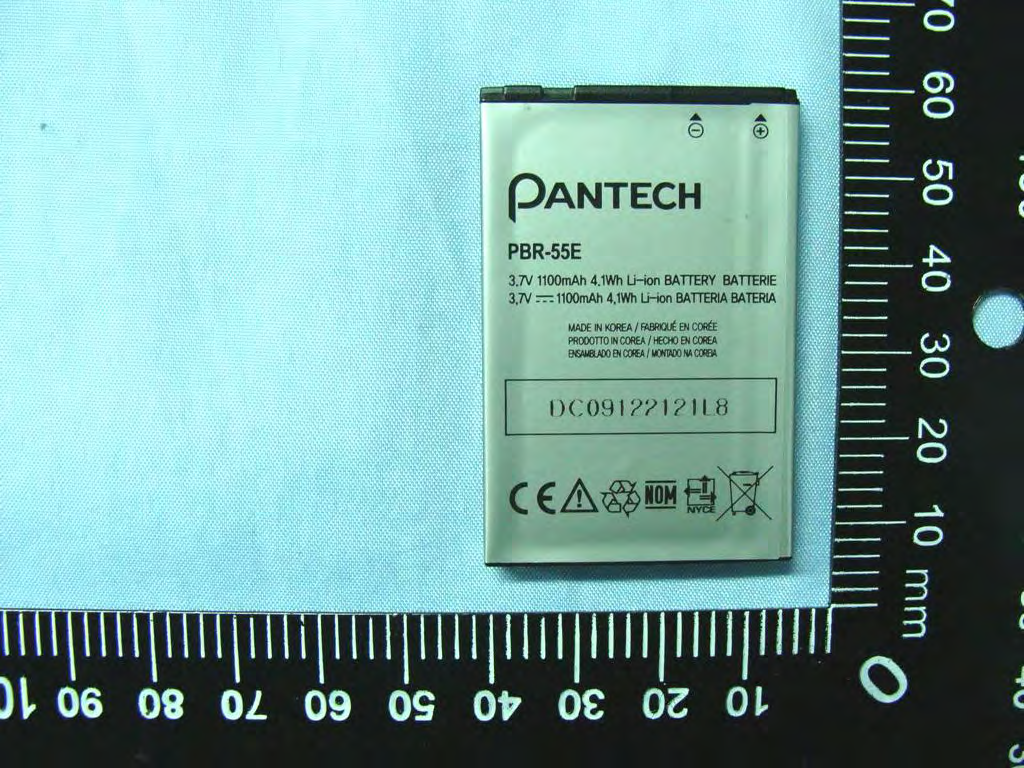 PANTECH
PBR-55E
3.7V 1100mAh 4.1Wh Li-ion BATTERY BATTERIE
3.7V ⎓ 1100mAh 4.1Wh Li-ion BATTERIA BATERIA
MADE IN KOREA / FABRIQUÉ EN CORÉE
PRODOTTO IN COREA / HECHO EN COREA
ENSAMBLADO EN COREA / MONTADO NA COREIA
DC09122121L8
CE NOM NYCE
70
60
50
40
30
20
10 mm
0
100 90 80 70 60 50 40 30 20 10